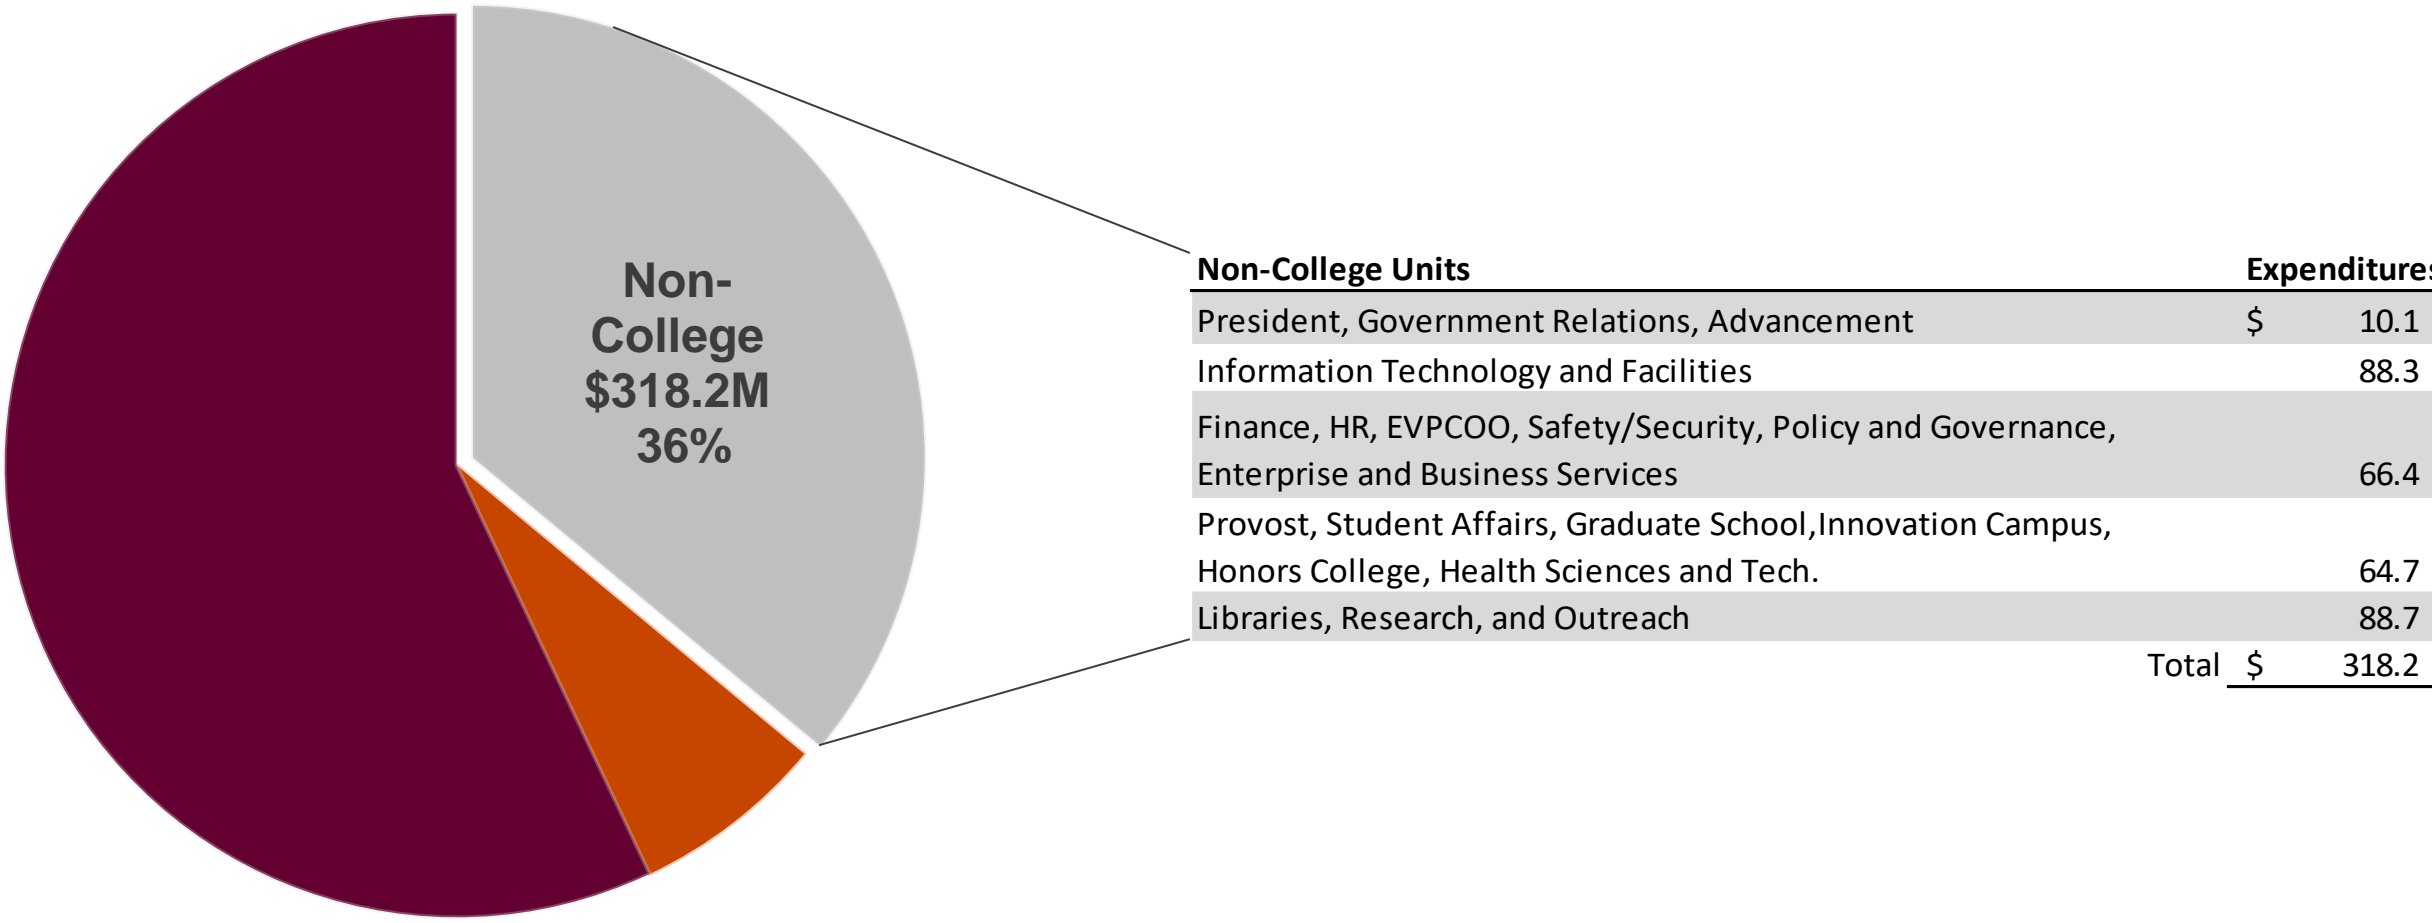 Non-
College
$318.2M
36%
Non-College Units Expenditures
President, Government Relations, Advancement $ 10.1
Information Technology and Facilities 88.3
Finance, HR, EVPCOO, Safety/Security, Policy and Governance,
Enterprise and Business Services 66.4
Provost, Student Affairs, Graduate School,Innovation Campus,
Honors College, Health Sciences and Tech. 64.7
Libraries, Research, and Outreach 88.7
Total $ 318.2